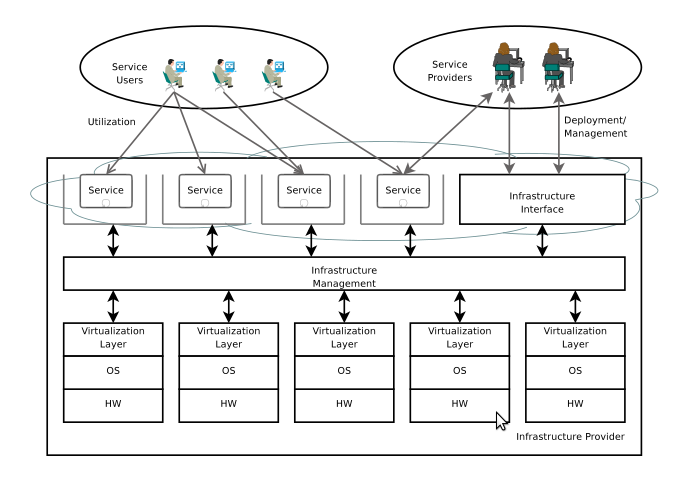 Service
Users
Service
Providers
Utilization
Deployment/
Management
Service
Service
Service
Service
Infrastructure
Interface
Infrastructure
Management
Virtualization
Layer
Virtualization
Layer
Virtualization
Layer
Virtualization
Layer
Virtualization
Layer
OS
OS
OS
OS
OS
HW
HW
HW
HW
HW
Infrastructure Provider